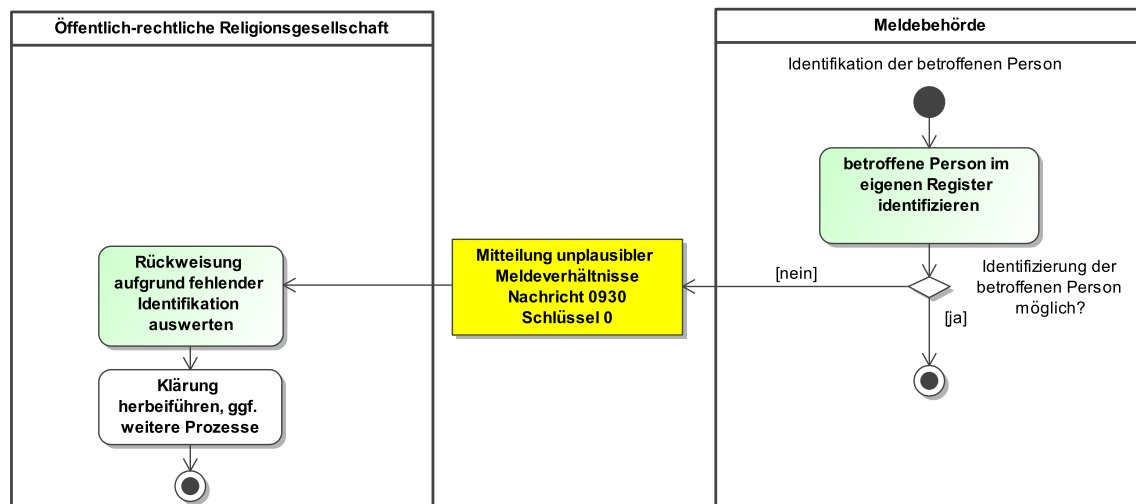 Öffentlich-rechtliche Religionsgesellschaft
Meldebehörde
Identifikation der betroffenen Person
betroffene Person im
eigenen Register
identifizieren
Identifizierung der
betroffenen Person
möglich?
[nein]
[ja]
Mitteilung unplausibler
Meldeverhältnisse
Nachricht 0930
Schlüssel 0
Rückweisung
aufgrund fehlender
Identifikation
auswerten
Klärung
herbeiführen, ggf.
weitere Prozesse